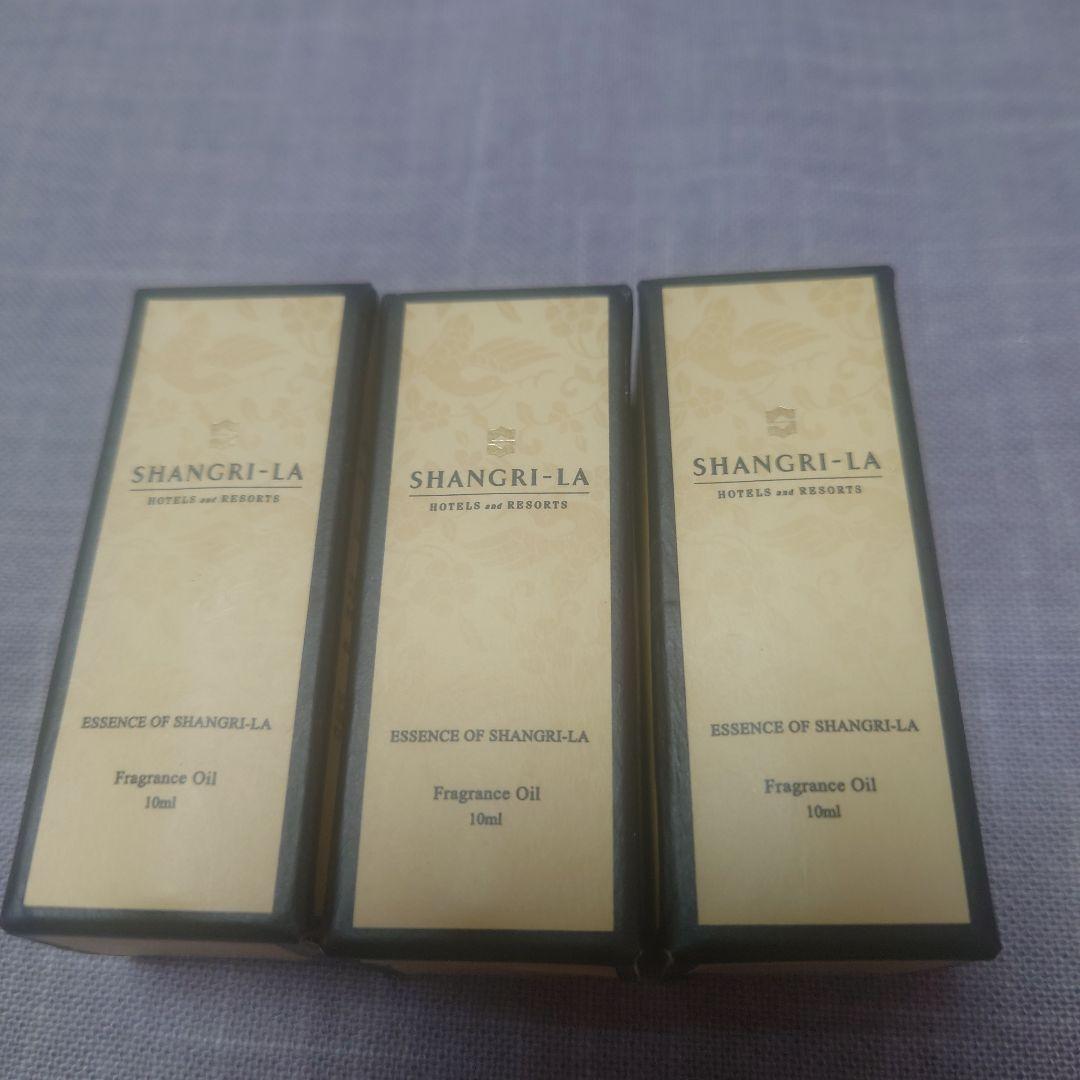 SHANGRI-LA
HOTELS and RESORTS
ESSENCE OF SHANGRI-LA
Fragrance Oil
10ml
SHANGRI-LA
HOTELS and RESORTS
ESSENCE OF SHANGRI-LA
Fragrance Oil
10ml
SHANGRI-LA
HOTELS and RESORTS
ESSENCE OF SHANGRI-LA
Fragrance Oil
10ml